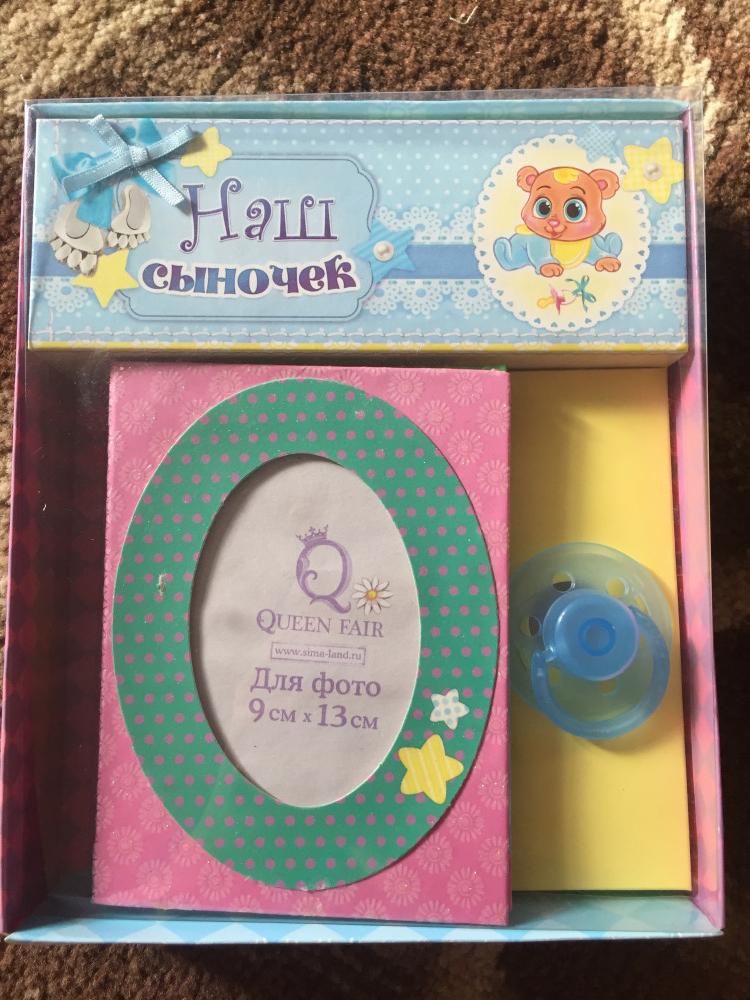 Наш
сыночек
Q
QUEEN FAIR
www.sima-land.ru
Для фото
9 см х 13 см